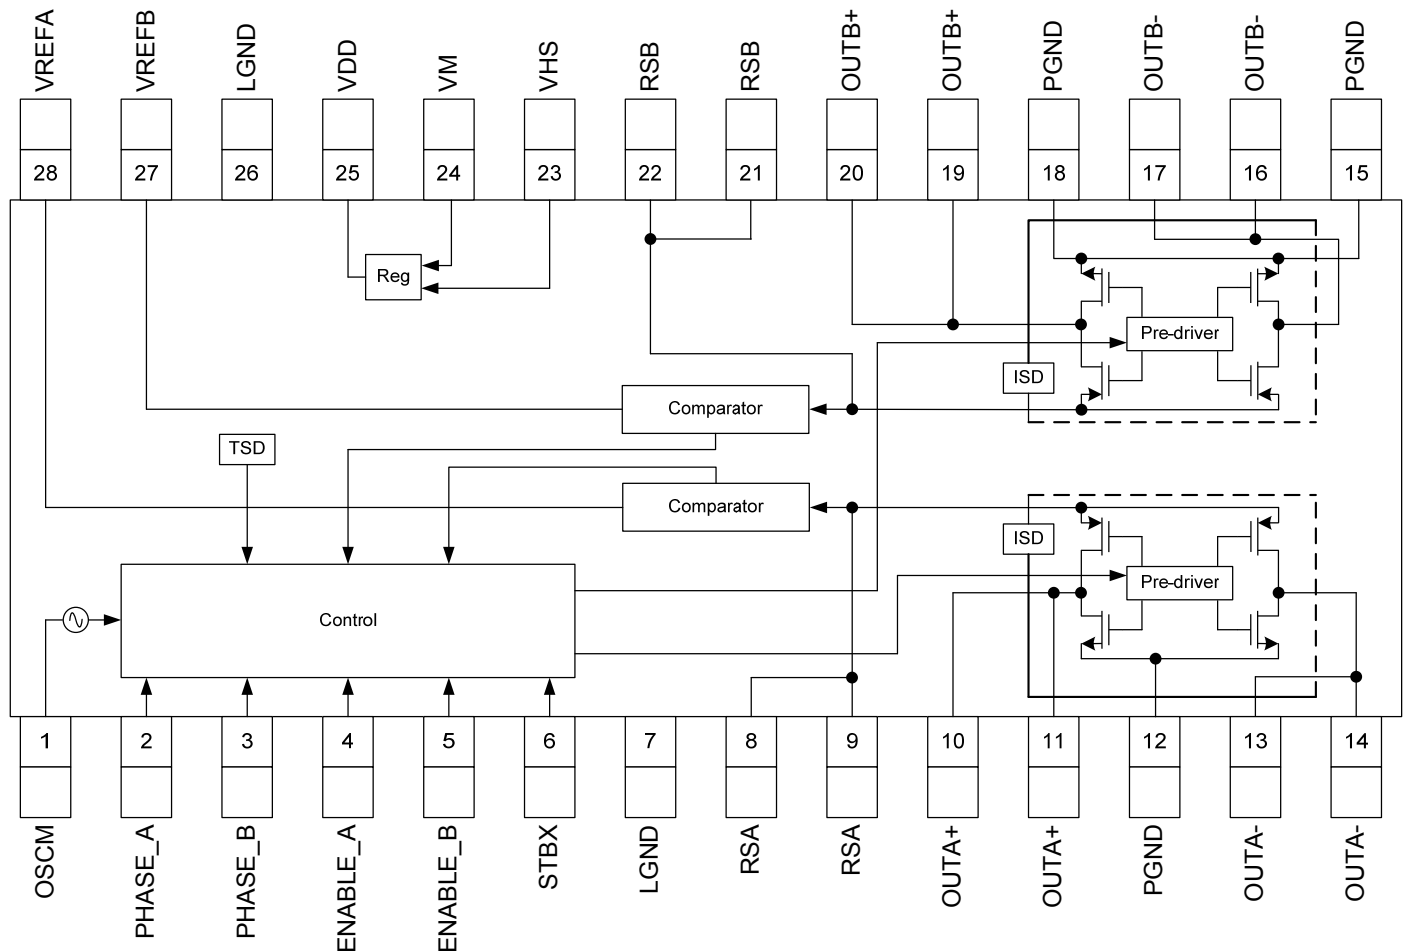 VREFA
VREFB
LGND
VDD
VM
VHS
RSB
RSB
OUTB+
OUTB+
PGND
OUTB-
OUTB-
PGND
28
27
26
25
24
23
22
21
20
19
18
17
16
15
Reg
Pre-driver
ISD
Comparator
TSD
Comparator
ISD
Pre-driver
Control
1
2
3
4
5
6
7
8
9
10
11
12
13
14
OSCM
PHASE_A
PHASE_B
ENABLE_A
ENABLE_B
STBX
LGND
RSA
RSA
OUTA+
OUTA+
PGND
OUTA-
OUTA-